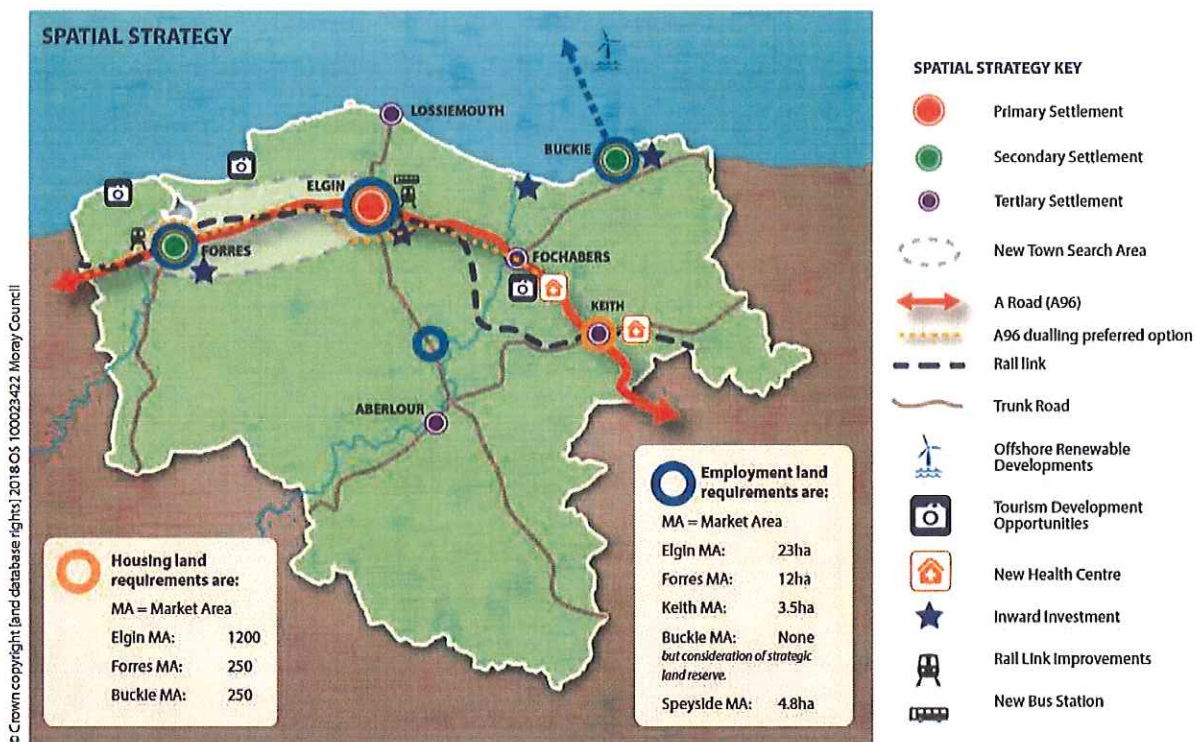 SPATIAL STRATEGY
LOSSIEMOUTH
BUCKIE
ELGIN
FORRES
FOCHABERS
KEITH
ABERLOUR
Housing land
requirements are:
MA = Market Area
Elgin MA: 1200
Forres MA: 250
Buckie MA: 250
Employment land
requirements are:
MA = Market Area
Elgin MA: 23ha
Forres MA: 12ha
Keith MA: 3.5ha
Buckie MA: None
but consideration of strategic
land reserve.
Speyside MA: 4.8ha
© Crown copyright [and database rights] 2018 OS 100023422 Moray Council
SPATIAL STRATEGY KEY
Primary Settlement
Secondary Settlement
Tertiary Settlement
New Town Search Area
A Road (A96)
A96 dualling preferred option
Rail link
Trunk Road
Offshore Renewable
Developments
Tourism Development
Opportunities
New Health Centre
Inward Investment
Rail Link Improvements
New Bus Station